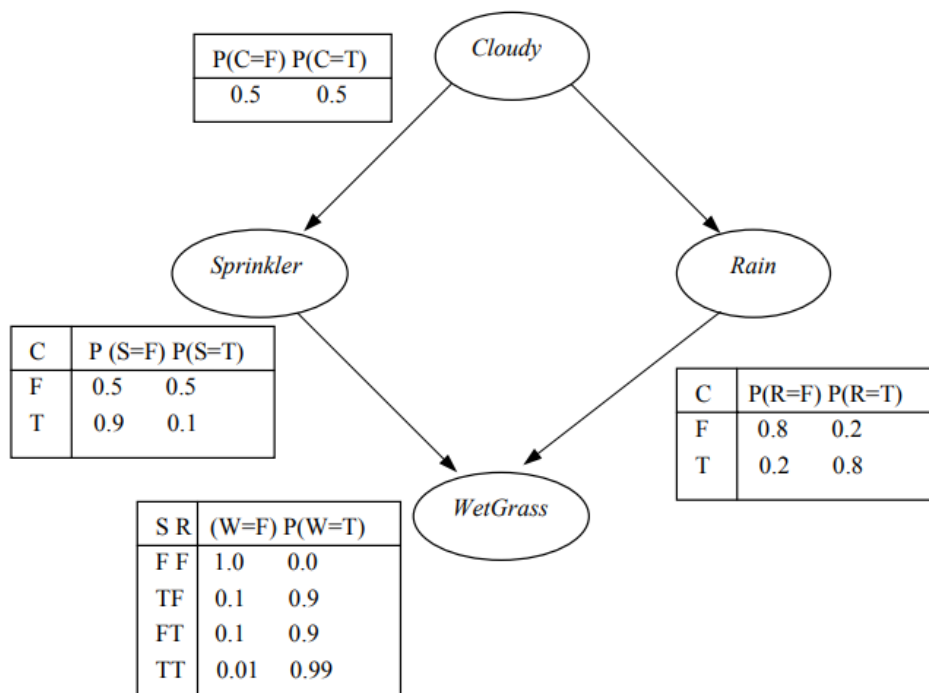 Cloudy
P(C=F) P(C=T)
0.5 0.5
Sprinkler
Rain
C P (S=F) P(S=T)
F 0.5 0.5
T 0.9 0.1
C P(R=F) P(R=T)
F 0.8 0.2
T 0.2 0.8
WetGrass
S R (W=F) P(W=T)
F F 1.0 0.0
TF 0.1 0.9
FT 0.1 0.9
TT 0.01 0.99